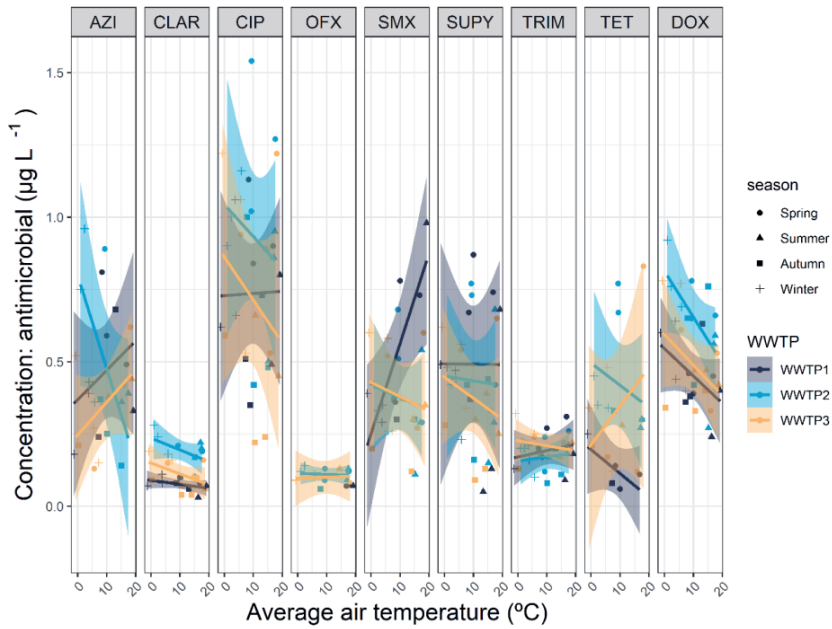 AZI CLAR CIP OFX SMX SUPY TRIM TET DOX
Concentration: antimicrobial (µg L ⁻¹)
1.5
1.0
0.5
0.0
0 10 20 0 10 20 0 10 20 0 10 20 0 10 20 0 10 20 0 10 20 0 10 20 0 10 20
Average air temperature (ºC)
season
Spring
Summer
Autumn
Winter
WWTP
WWTP1
WWTP2
WWTP3